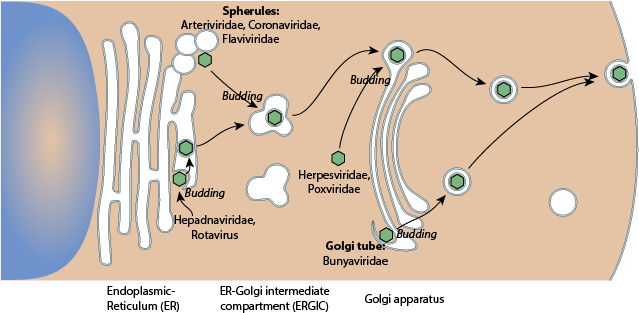 Spherules:
Arteriviridae, Coronaviridae,
Flaviviridae
Budding
Budding
Budding
Herpesviridae,
Poxviridae
Hepadnaviridae,
Rotavirus
Budding
Golgi tube:
Bunyaviridae
Endoplasmic-
Reticulum (ER)
ER-Golgi intermediate
compartment (ERGIC)
Golgi apparatus